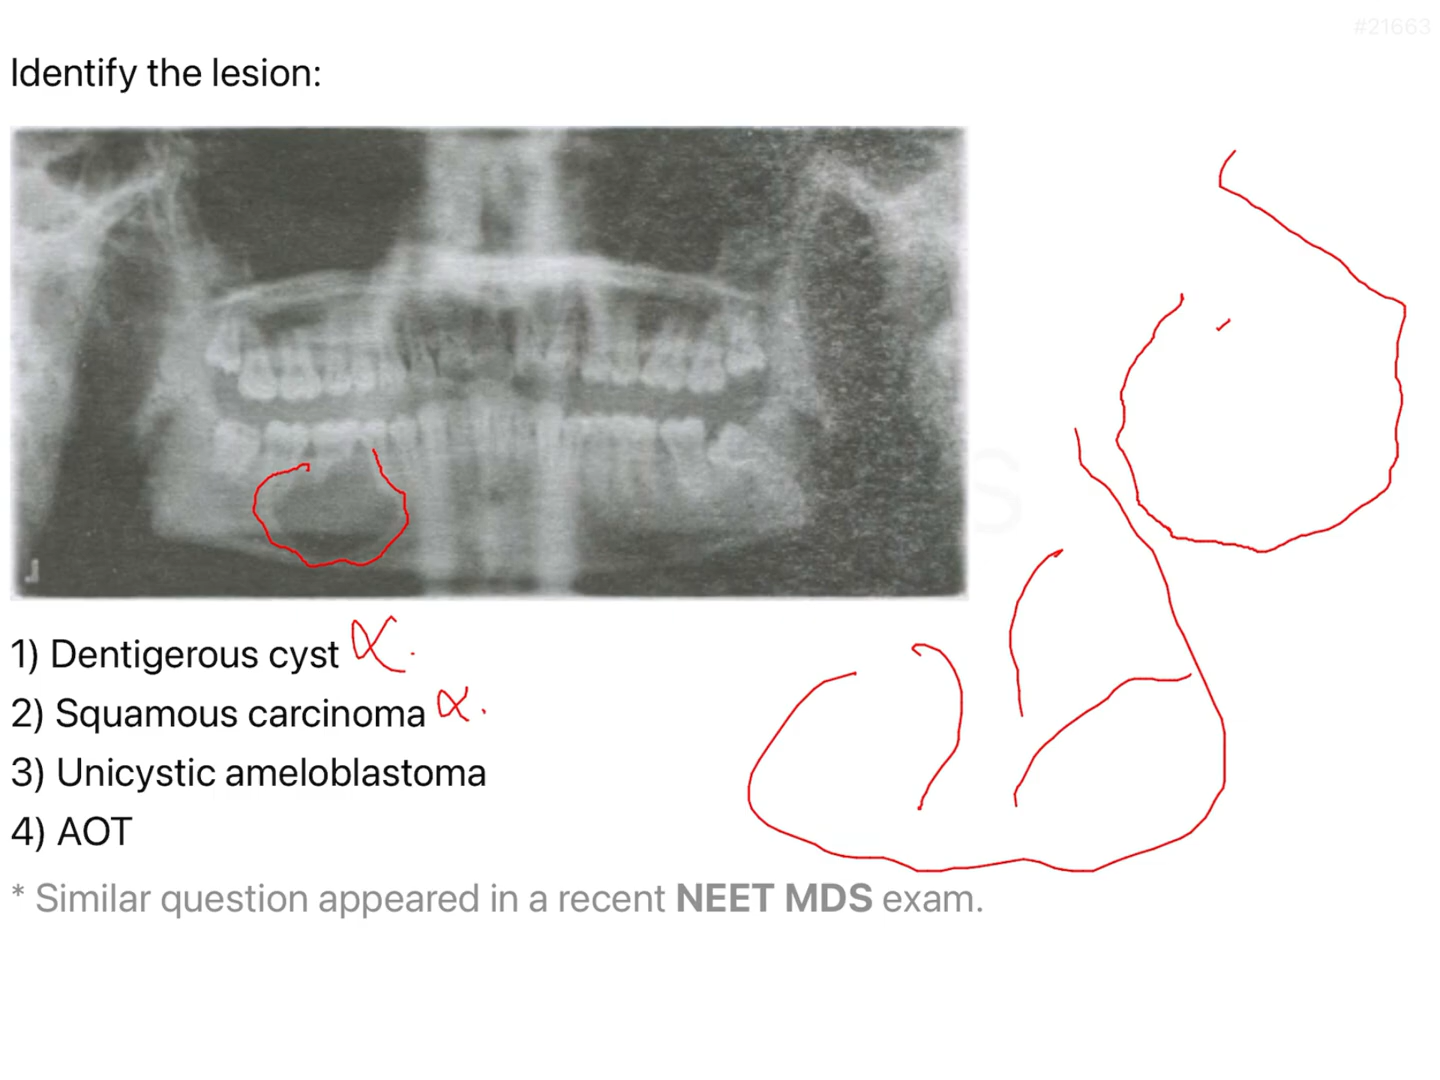 #21663
Identify the lesion:
1) Dentigerous cyst
2) Squamous carcinoma
3) Unicystic ameloblastoma
4) AOT
* Similar question appeared in a recent NEET MDS exam.